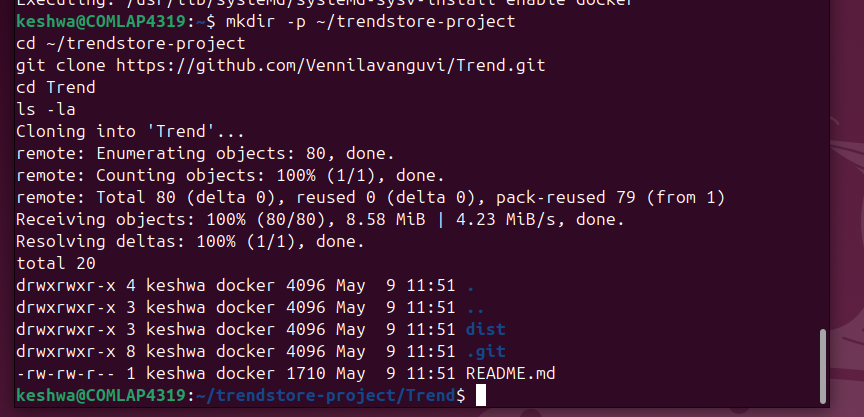 Executing: /usr/lib/systemd/systemd-sysv-install enable docker
keshwa@COMLAP4319:~$ mkdir -p ~/trendstore-project
cd ~/trendstore-project
git clone https://github.com/Vennilavanguvi/Trend.git
cd Trend
ls -la
Cloning into 'Trend'...
remote: Enumerating objects: 80, done.
remote: Counting objects: 100% (1/1), done.
remote: Total 80 (delta 0), reused 0 (delta 0), pack-reused 79 (from 1)
Receiving objects: 100% (80/80), 8.58 MiB | 4.23 MiB/s, done.
Resolving deltas: 100% (1/1), done.
total 20
drwxrwxr-x 4 keshwa docker 4096 May  9 11:51 .
drwxrwxr-x 3 keshwa docker 4096 May  9 11:51 ..
drwxrwxr-x 3 keshwa docker 4096 May  9 11:51 dist
drwxrwxr-x 8 keshwa docker 4096 May  9 11:51 .git
-rw-rw-r-- 1 keshwa docker 1710 May  9 11:51 README.md
keshwa@COMLAP4319:~/trendstore-project/Trend$